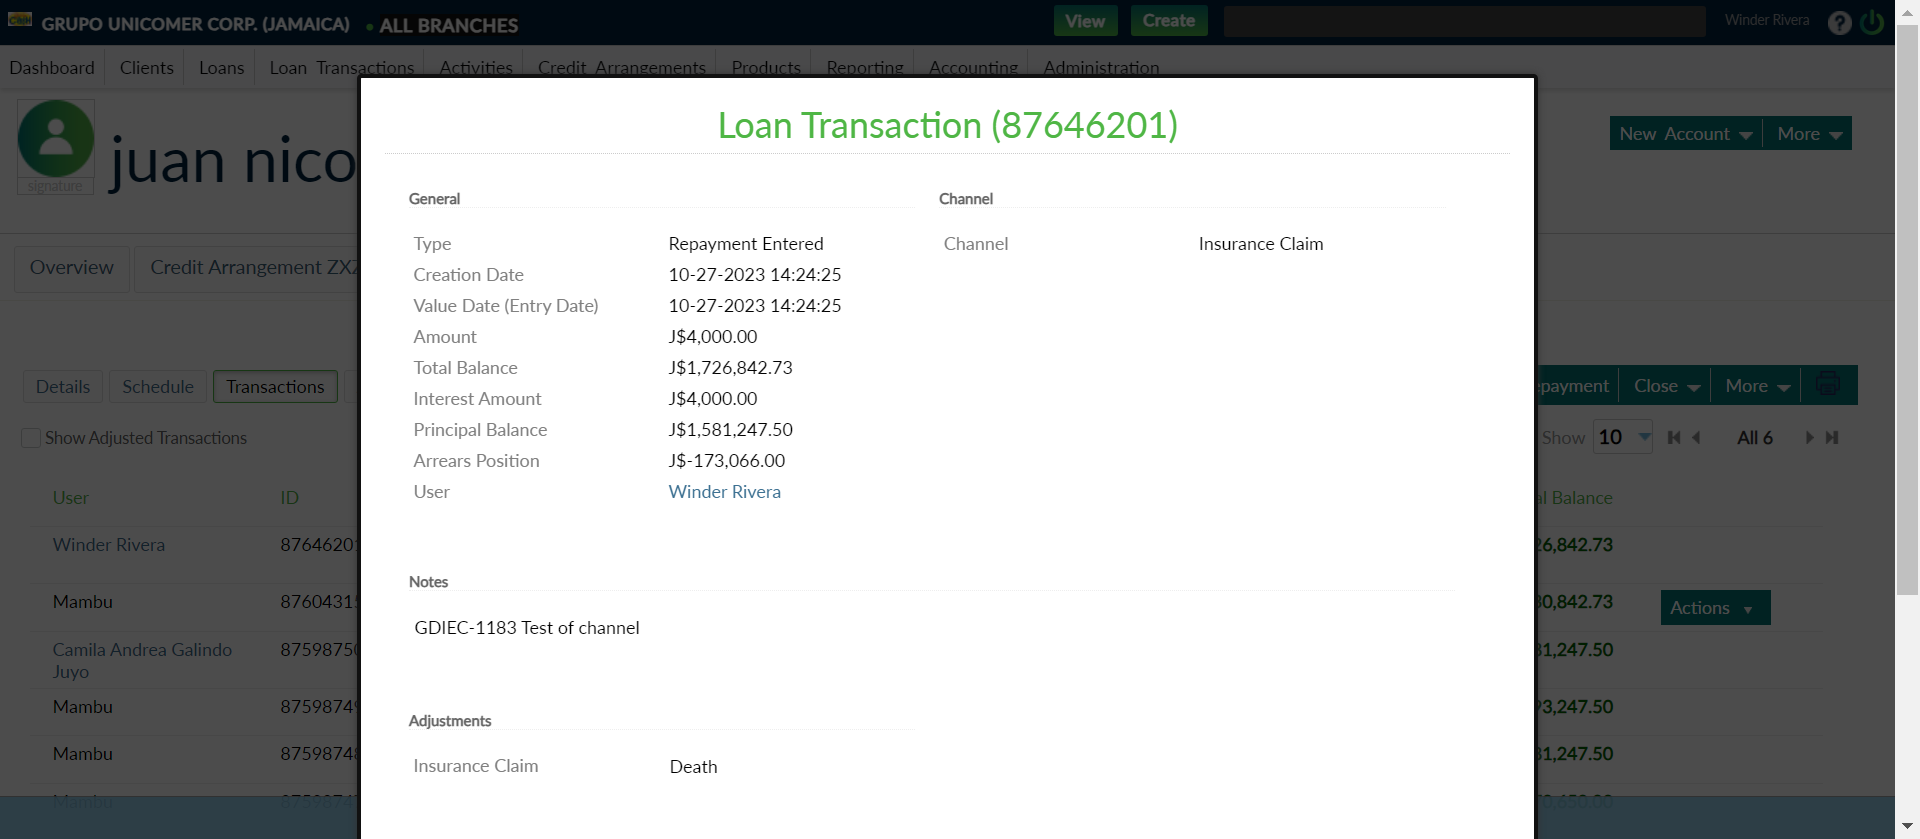 GRUPO UNICOMER CORP. (JAMAICA) • ALL BRANCHES
View Create
Winder Rivera
Dashboard Clients Loans Loan Transactions Activities Credit Arrangements Products Reporting Accounting Administration
signature
juan nico
New Account More
Overview Credit Arrangement
Loan Transaction (87646201)
General
Type Repayment Entered
Creation Date 10-27-2023 14:24:25
Value Date (Entry Date) 10-27-2023 14:24:25
Amount J$4,000.00
Total Balance J$1,726,842.73
Interest Amount J$4,000.00
Principal Balance J$1,581,247.50
Arrears Position J$-173,066.00
User Winder Rivera
Channel
Channel Insurance Claim
Notes
GDIEC-1183 Test of channel
Adjustments
Insurance Claim Death
Details Schedule Transactions
payment Close More
Show Adjusted Transactions
Show 10 All 6
User ID Balance
Winder Rivera 8764620 6,842.73
Mambu 8760431 0,842.73 Actions
Camila Andrea Galindo 8759875 1,247.50
Juyo
Mambu 8759874 3,247.50
Mambu 8759874 1,247.50
Mambu